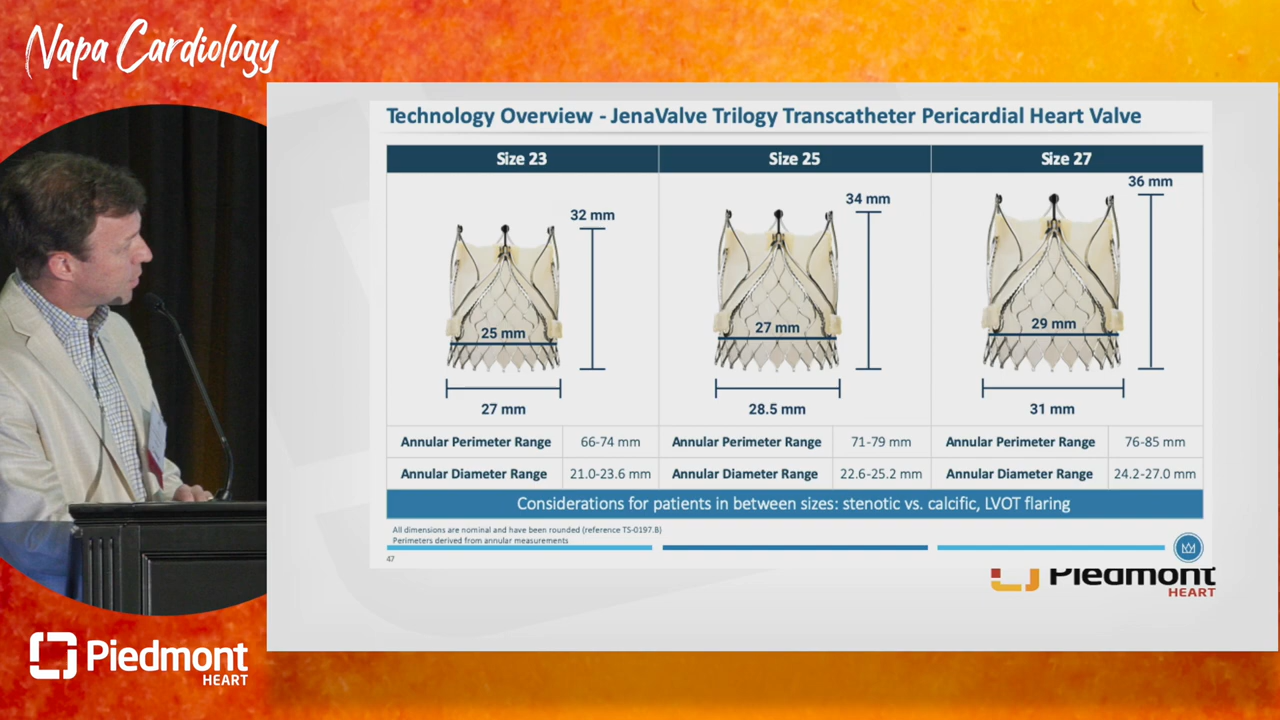 Napa Cardiology
Technology Overview - JenaValve Trilogy Transcatheter Pericardial Heart Valve
Size 23
Size 25
Size 27
32 mm
25 mm
27 mm
34 mm
27 mm
28.5 mm
36 mm
29 mm
31 mm
Annular Perimeter Range 66-74 mm
Annular Perimeter Range 71-79 mm
Annular Perimeter Range 76-85 mm
Annular Diameter Range 21.0-23.6 mm
Annular Diameter Range 22.6-25.2 mm
Annular Diameter Range 24.2-27.0 mm
Considerations for patients in between sizes: stenotic vs. calcific, LVOT flaring
All dimensions are nominal and have been rounded (reference TS-0197.B)
Perimeters derived from annular measurements
47
Piedmont
HEART
Piedmont
HEART